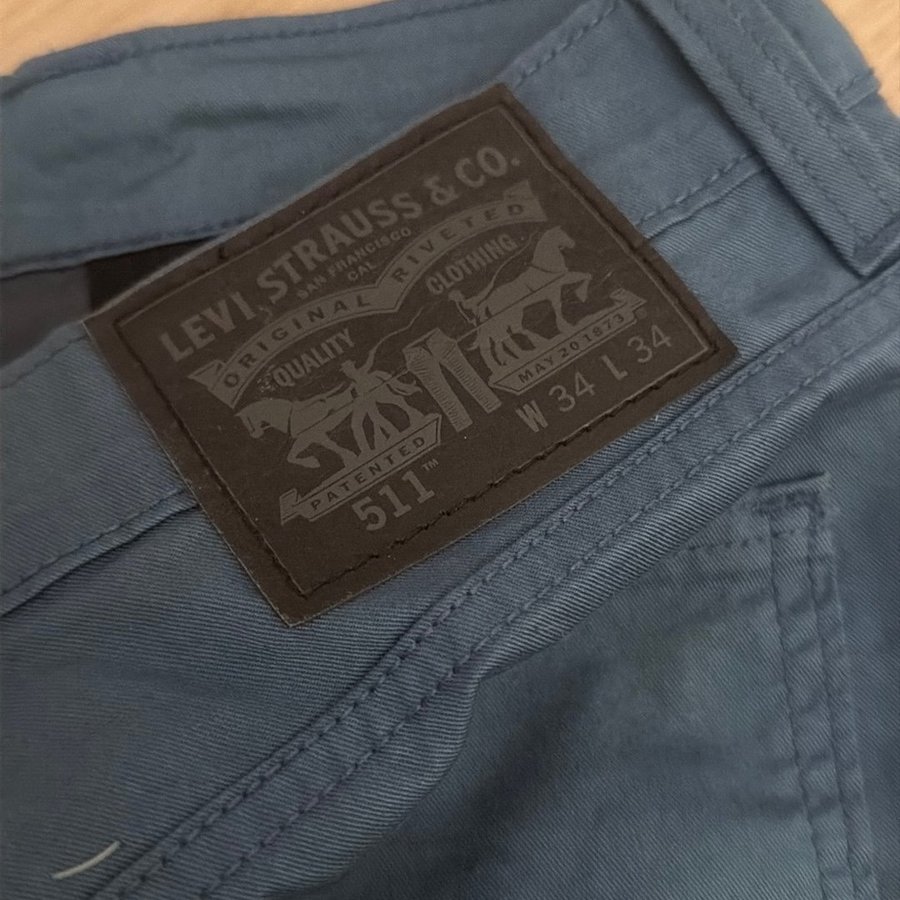 LEVI STRAUSS & CO.
SAN FRANCISCO
CAL
ORIGINAL RIVETED
QUALITY CLOTHING
PATENTED MAY 20 1873
511™ W 34 L 34